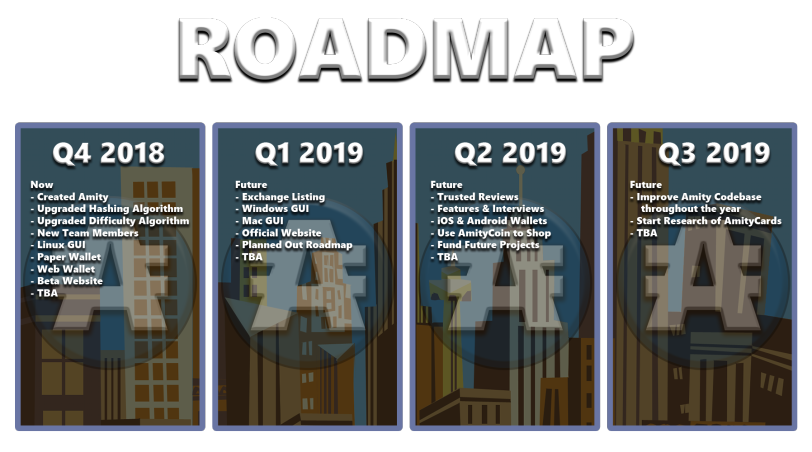 ROADMAP
Q4 2018
Now
- Created Amity
- Upgraded Hashing Algorithm
- Upgraded Difficulty Algorithm
- New Team Members
- Linux GUI
- Paper Wallet
- Web Wallet
- Beta Website
- TBA
Q1 2019
Future
- Exchange Listing
- Windows GUI
- Mac GUI
- Official Website
- Planned Out Roadmap
- TBA
Q2 2019
Future
- Trusted Reviews
- Features & Interviews
- iOS & Android Wallets
- Use AmityCoin to Shop
- Fund Future Projects
- TBA
Q3 2019
Future
- Improve Amity Codebase
throughout the year
- Start Research of AmityCards
- TBA